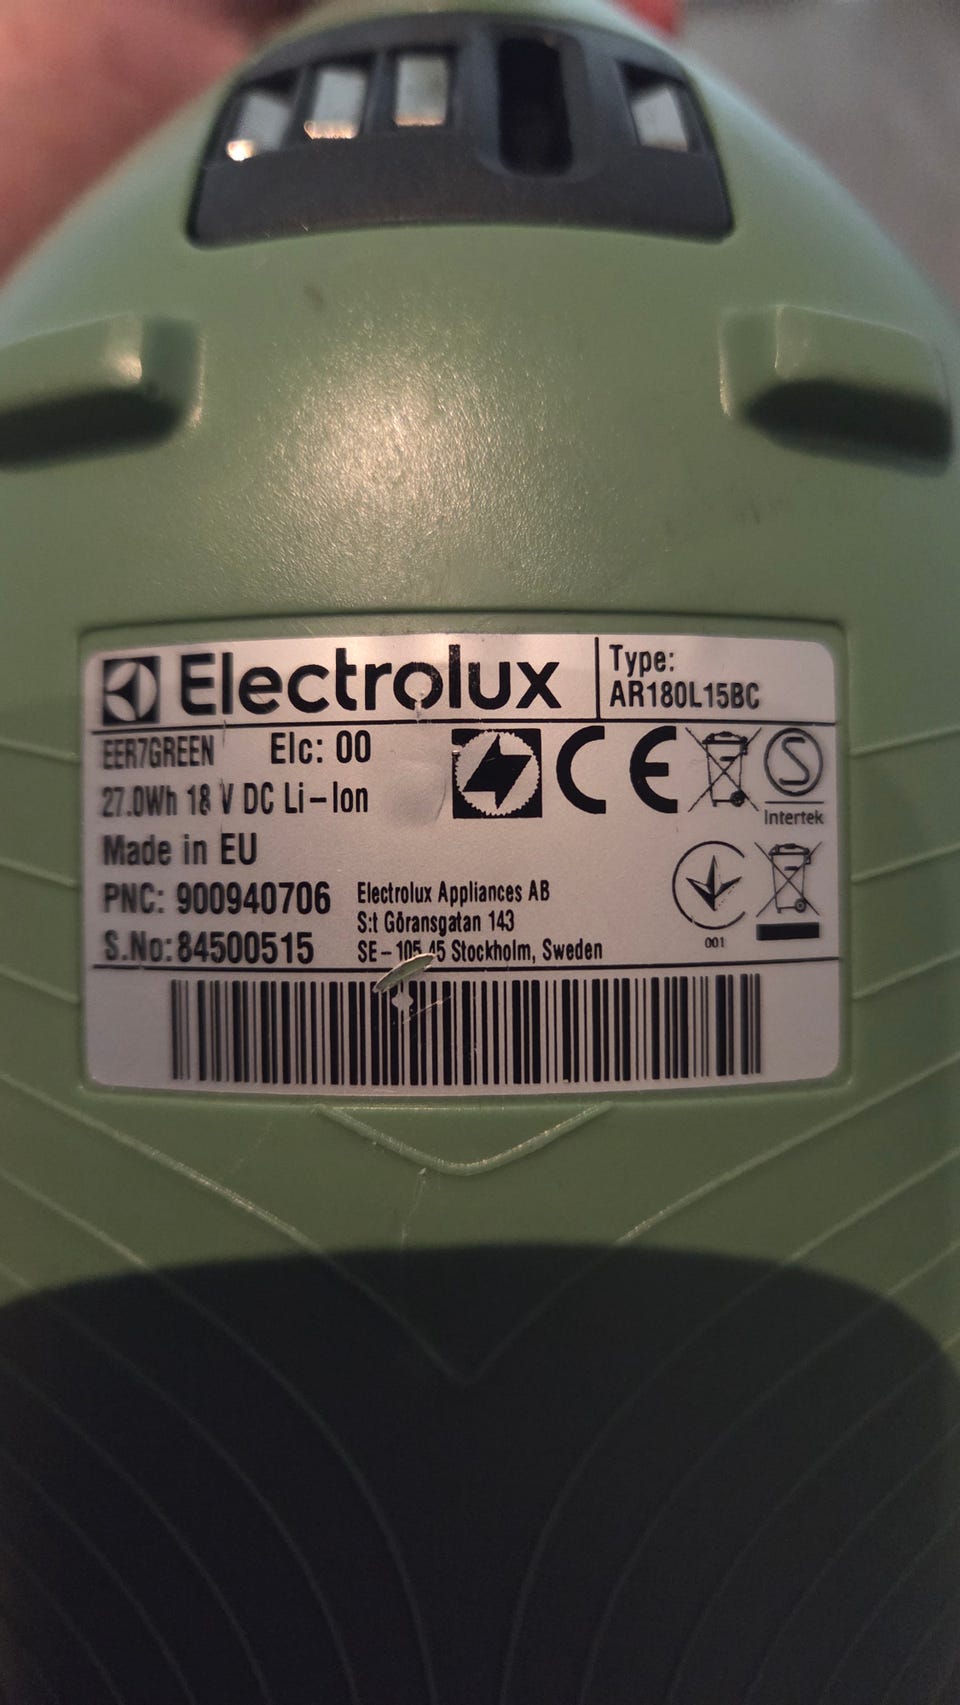 Electrolux
Type:
AR180L15BC
EER7GREEN Elc: 00
27.0Wh 18 V DC Li-Ion
Made in EU
PNC: 900940706
S.No: 84500515
Electrolux Appliances AB
S:t Göransgatan 143
SE-105 45 Stockholm, Sweden
CE
S
Intertek
001